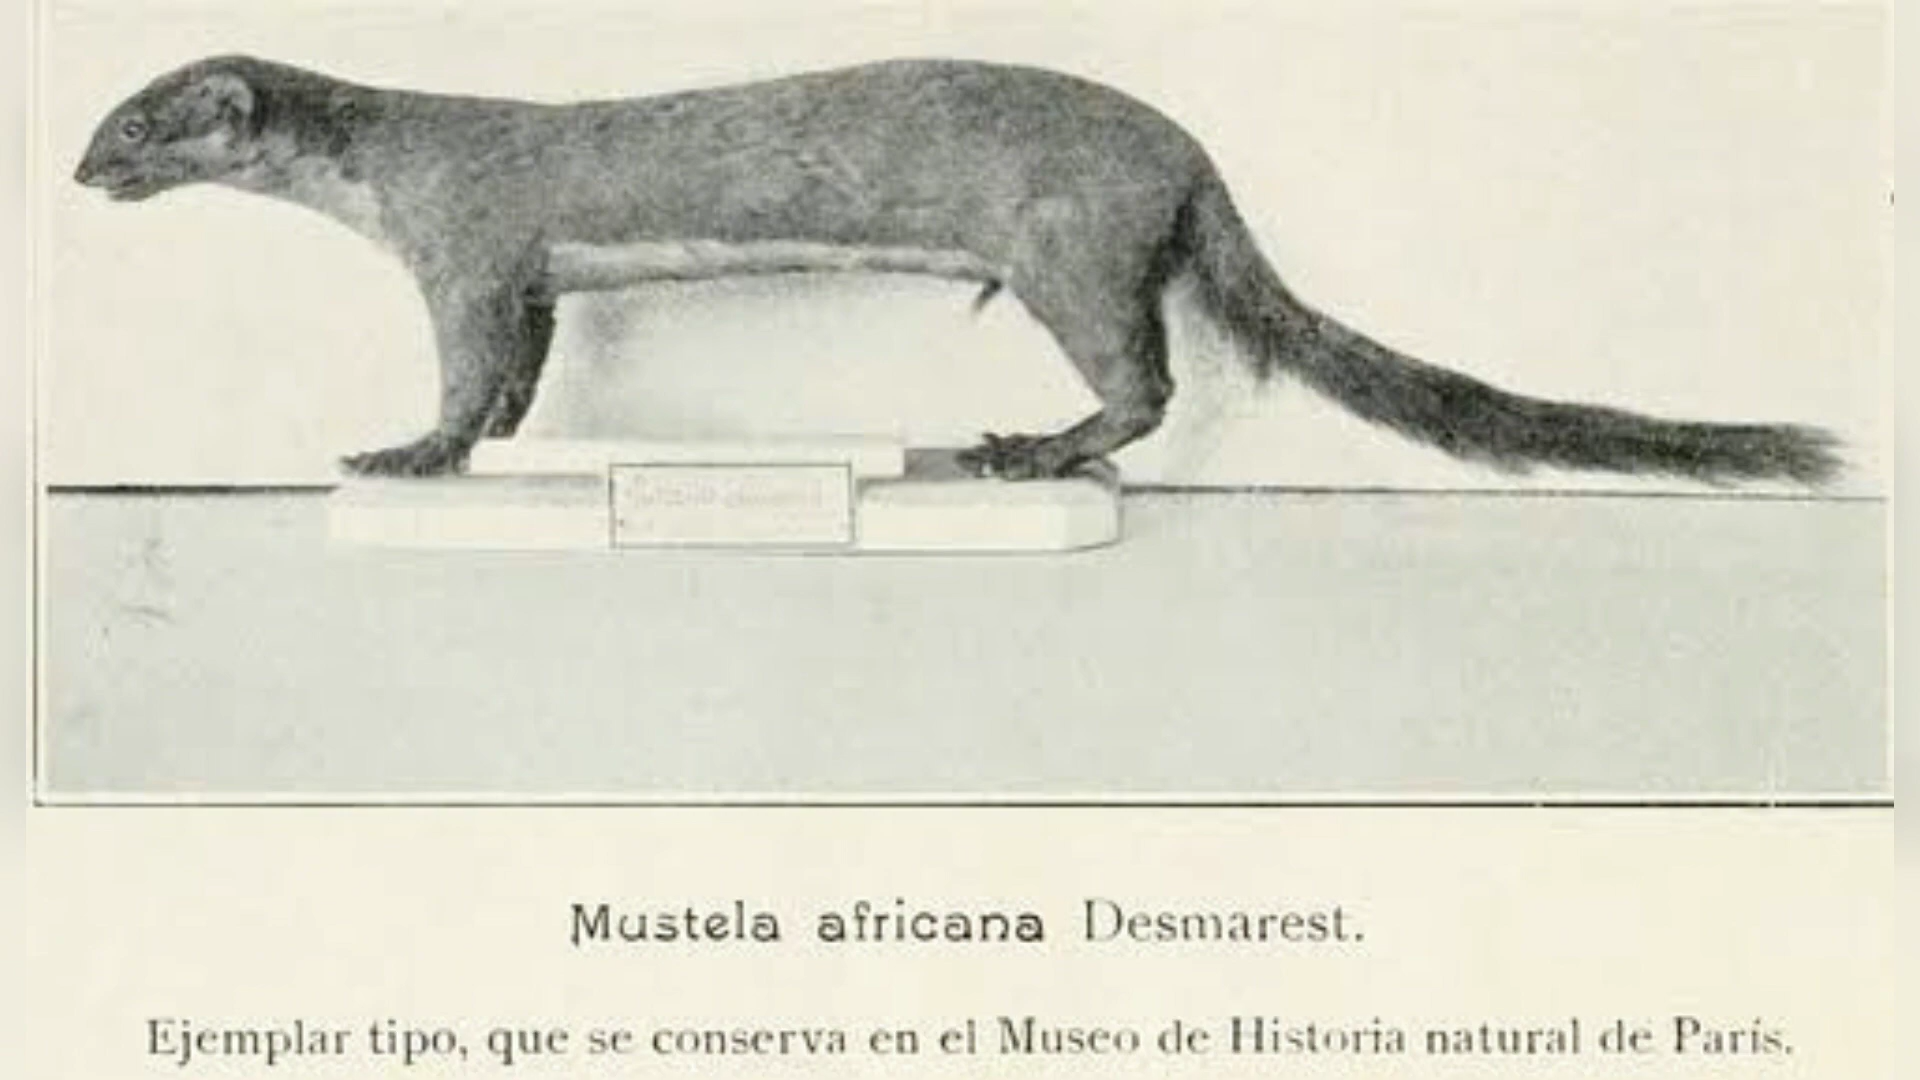 Mustela africana Desmarest.
Ejemplar tipo, que se conserva en el Museo de Historia natural de París.